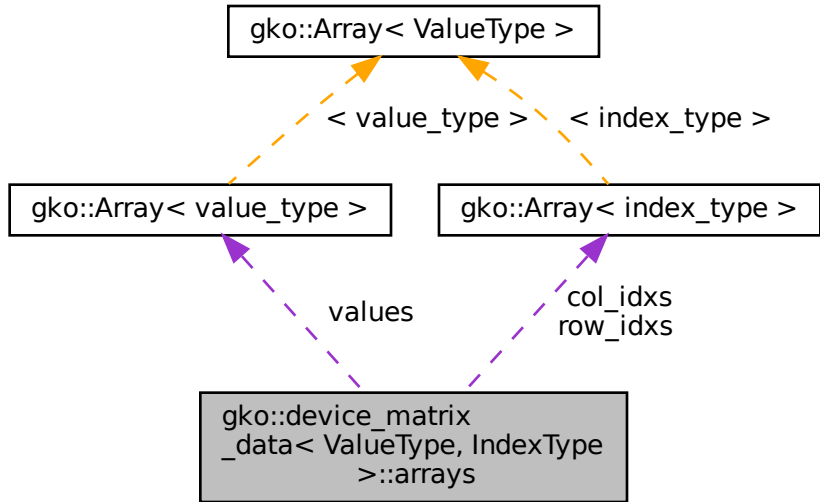 gko::Array< ValueType >
< value_type >
< index_type >
gko::Array< value_type >
gko::Array< index_type >
values
col_idxs
row_idxs
gko::device_matrix
_data< ValueType, IndexType
>::arrays